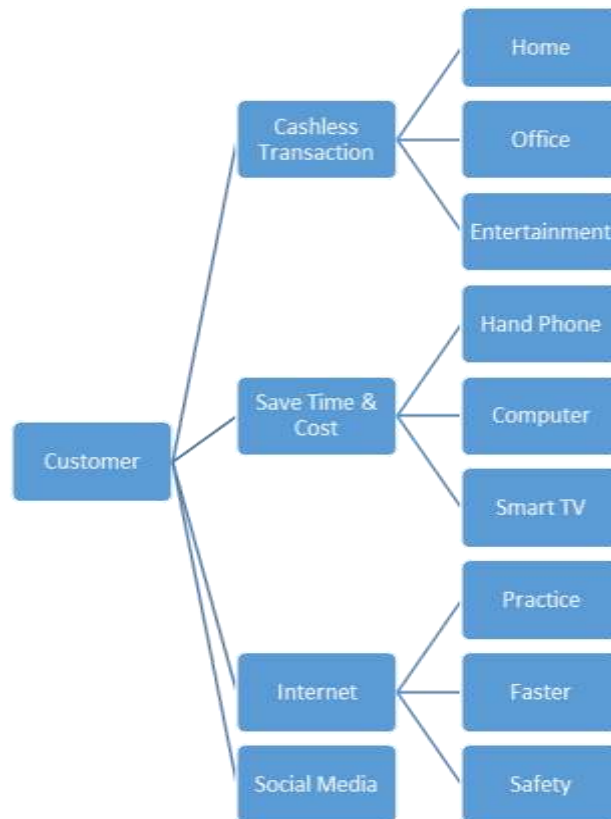 Customer
Cashless
Transaction
Home
Office
Entertainment
Save Time &
Cost
Hand Phone
Computer
Smart TV
Internet
Practice
Faster
Safety
Social Media